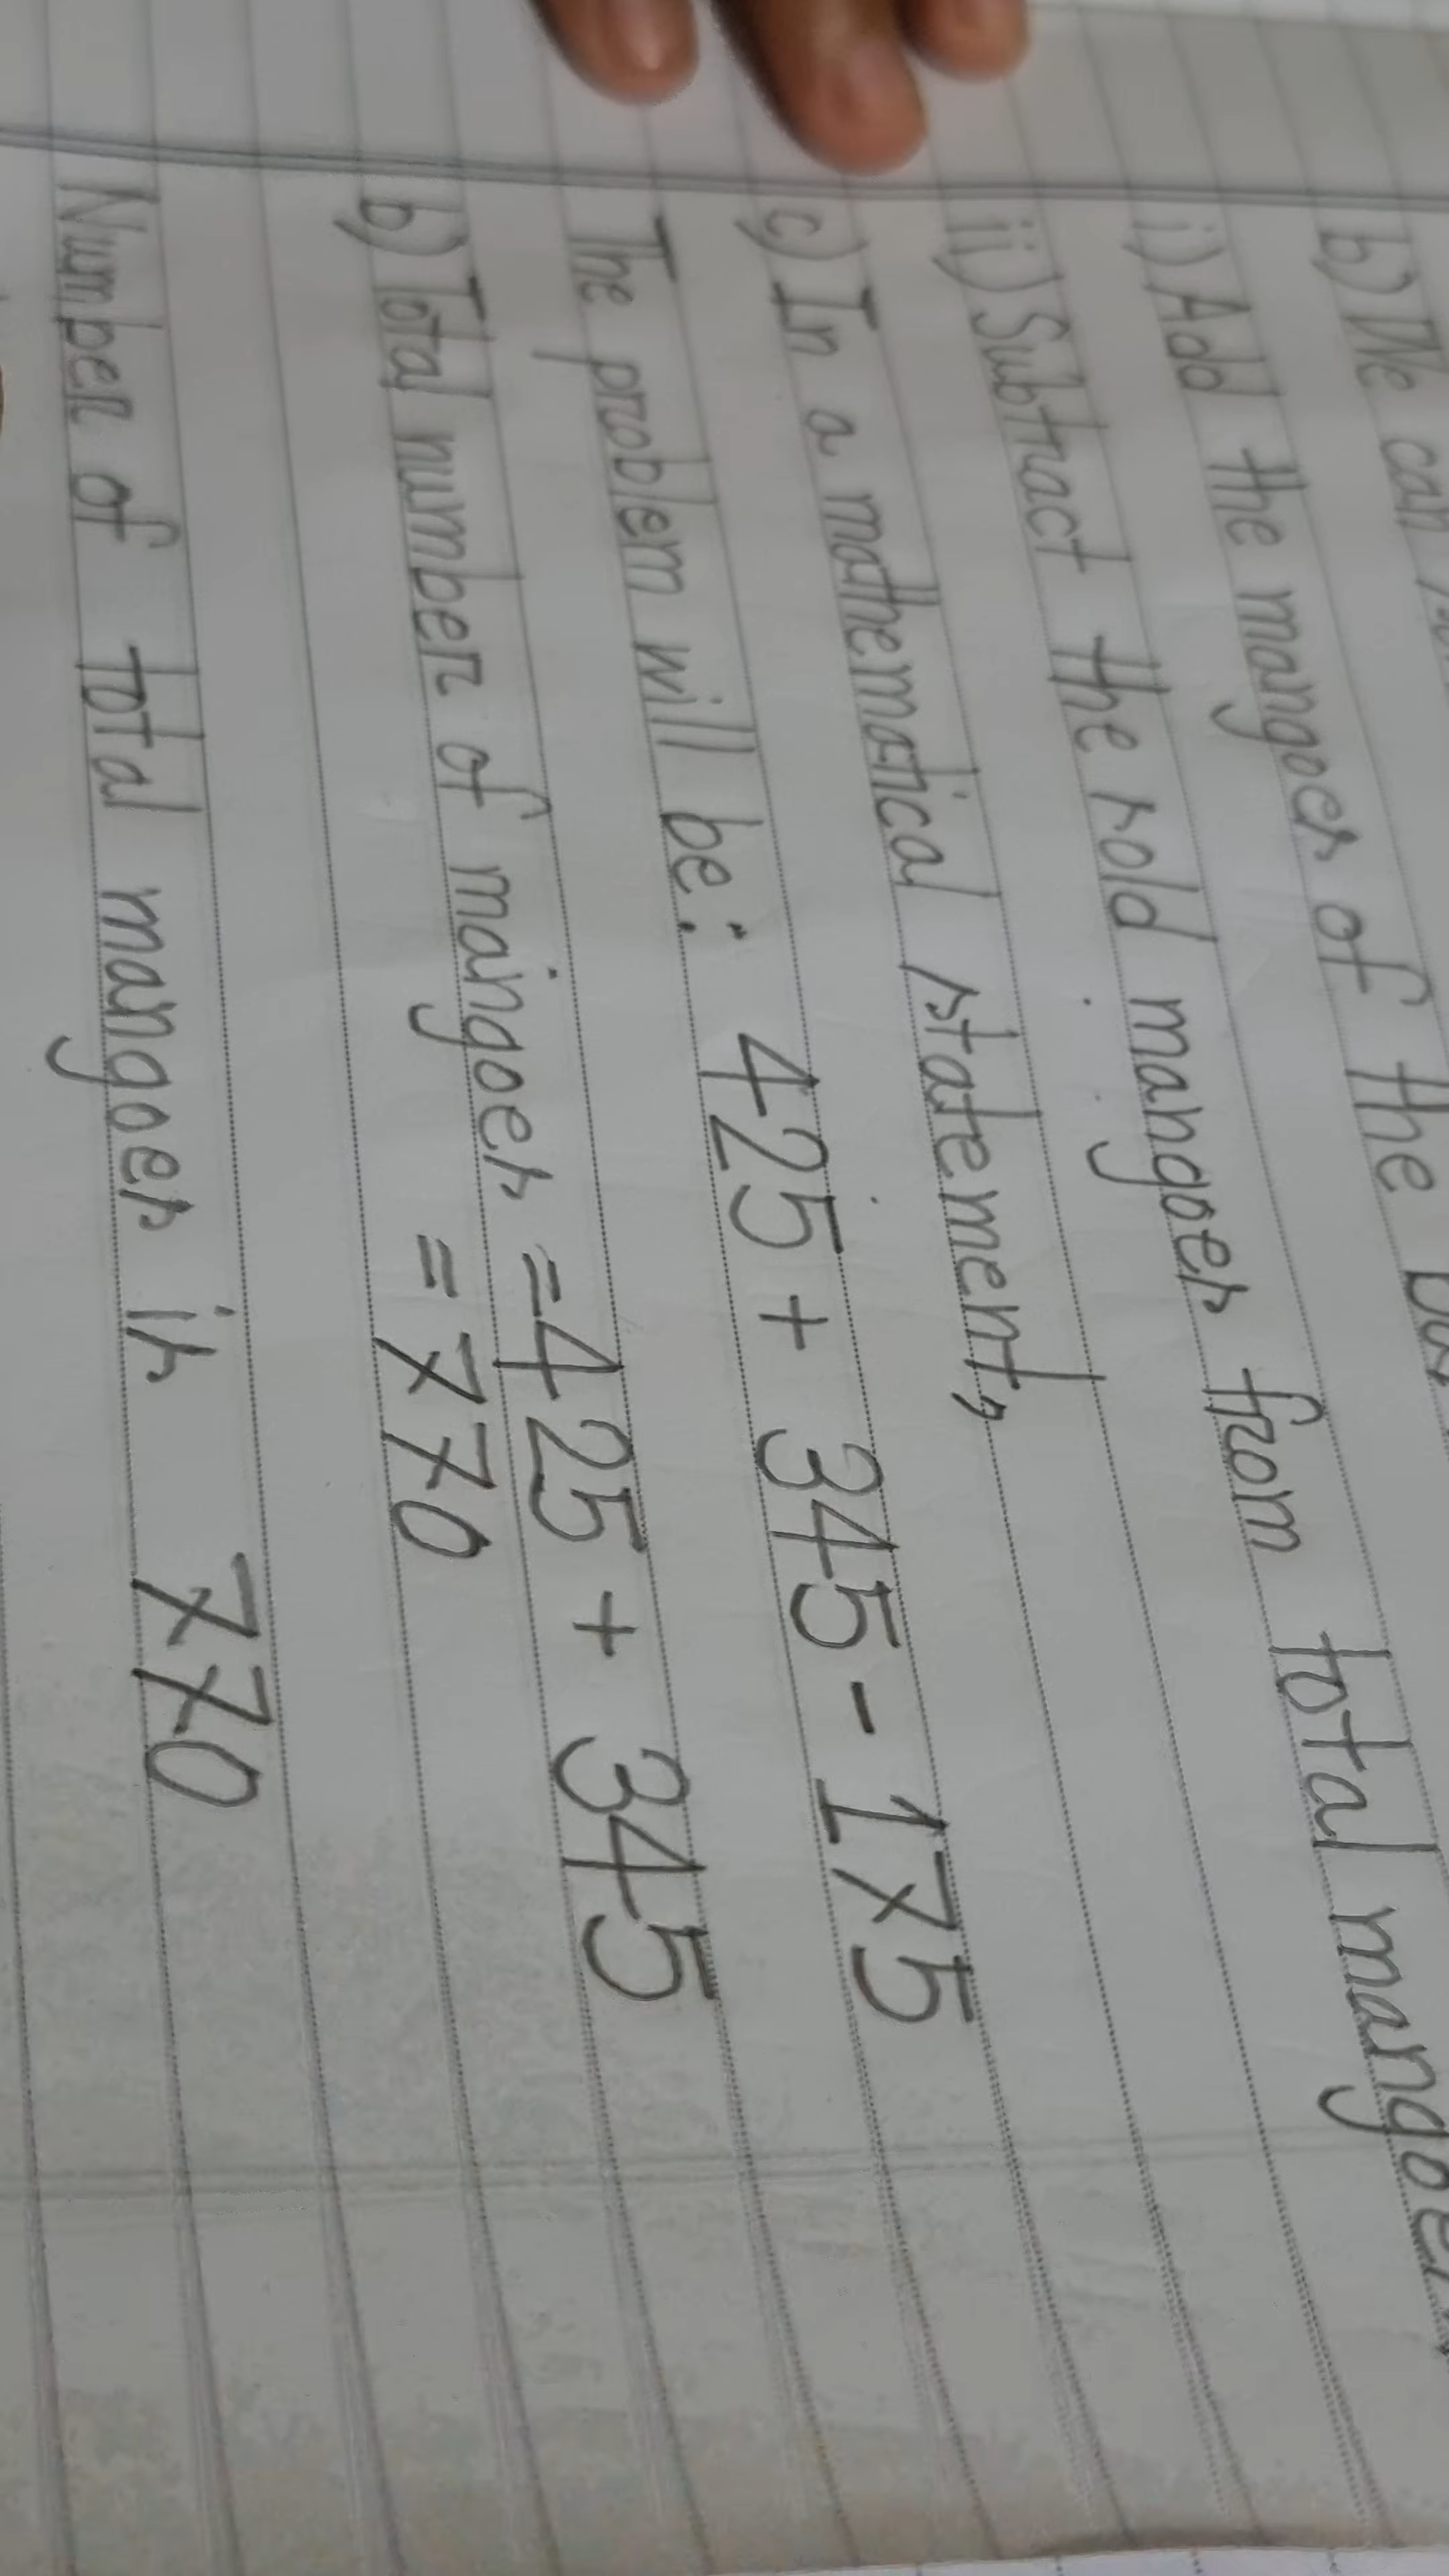 b) We can
i) Add the mangoes of the
ii) Subtract the sold mangoes from total mangoes
c) In a mathematical statement,
The problem will be: 425 + 345 - 175
b) Total number of maingoes = 425 + 345
= 770
Number of total mangoes is 770